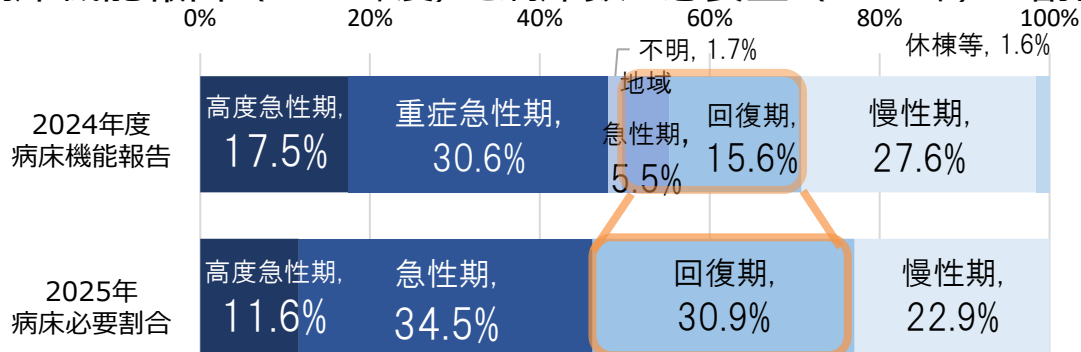 0%
20%
40%
60%
80%
100%
不明, 1.7%
休棟等, 1.6%
2024年度
病床機能報告
高度急性期,
17.5%
重症急性期,
30.6%
地域
急性期,
5.5%
回復期,
15.6%
慢性期,
27.6%
2025年
病床必要割合
高度急性期,
11.6%
急性期,
34.5%
回復期,
30.9%
慢性期,
22.9%